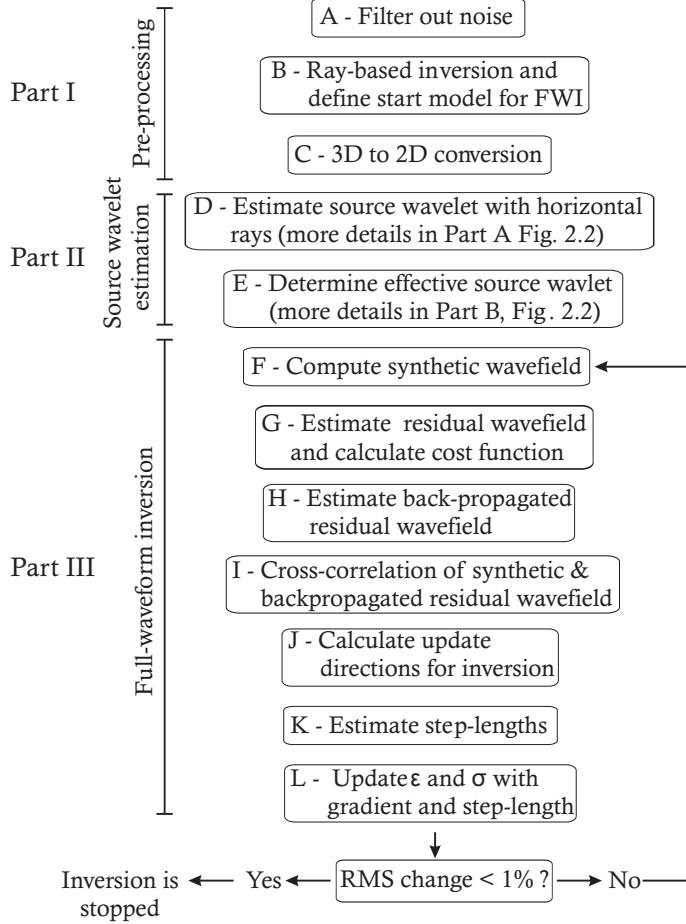 A - Filter out noise
B - Ray-based inversion and
define start model for FWI
C - 3D to 2D conversion
Part I
Pre-processing
D - Estimate source wavelet with horizontal
rays (more details in Part A Fig. 2.2)
E - Determine effective source wavlet
(more details in Part B, Fig. 2.2)
Part II
Source wavelet
estimation
F - Compute synthetic wavefield
G - Estimate residual wavefield
and calculate cost function
H - Estimate back-propagated
residual wavefield
I - Cross-correlation of synthetic &
backpropagated residual wavefield
J - Calculate update
directions for inversion
K - Estimate step-lengths
L - Update ε and σ with
gradient and step-length
Part III
Full-waveform inversion
RMS change < 1% ?
Yes
No
Inversion is
stopped